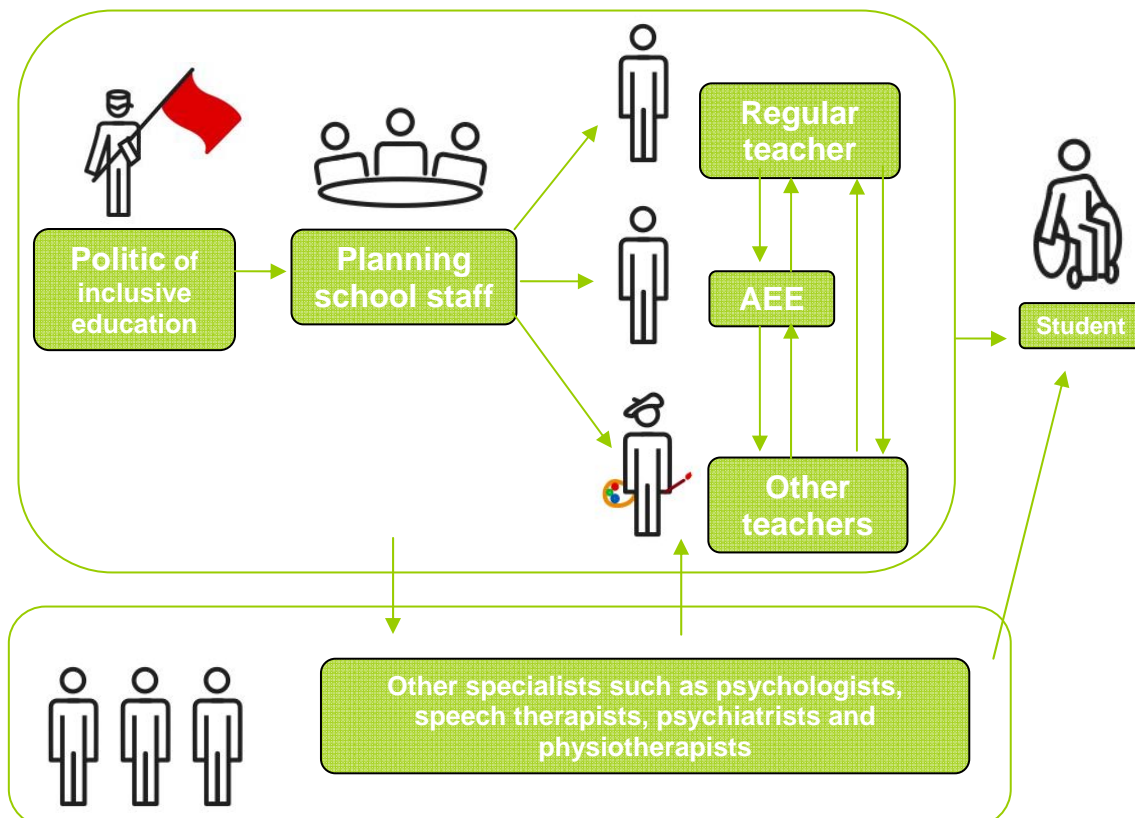 Regular
teacher
Politic of
inclusive
education
Planning
school staff
AEE
Student
Other
teachers
Other specialists such as psychologists,
speech therapists, psychiatrists and
physiotherapists